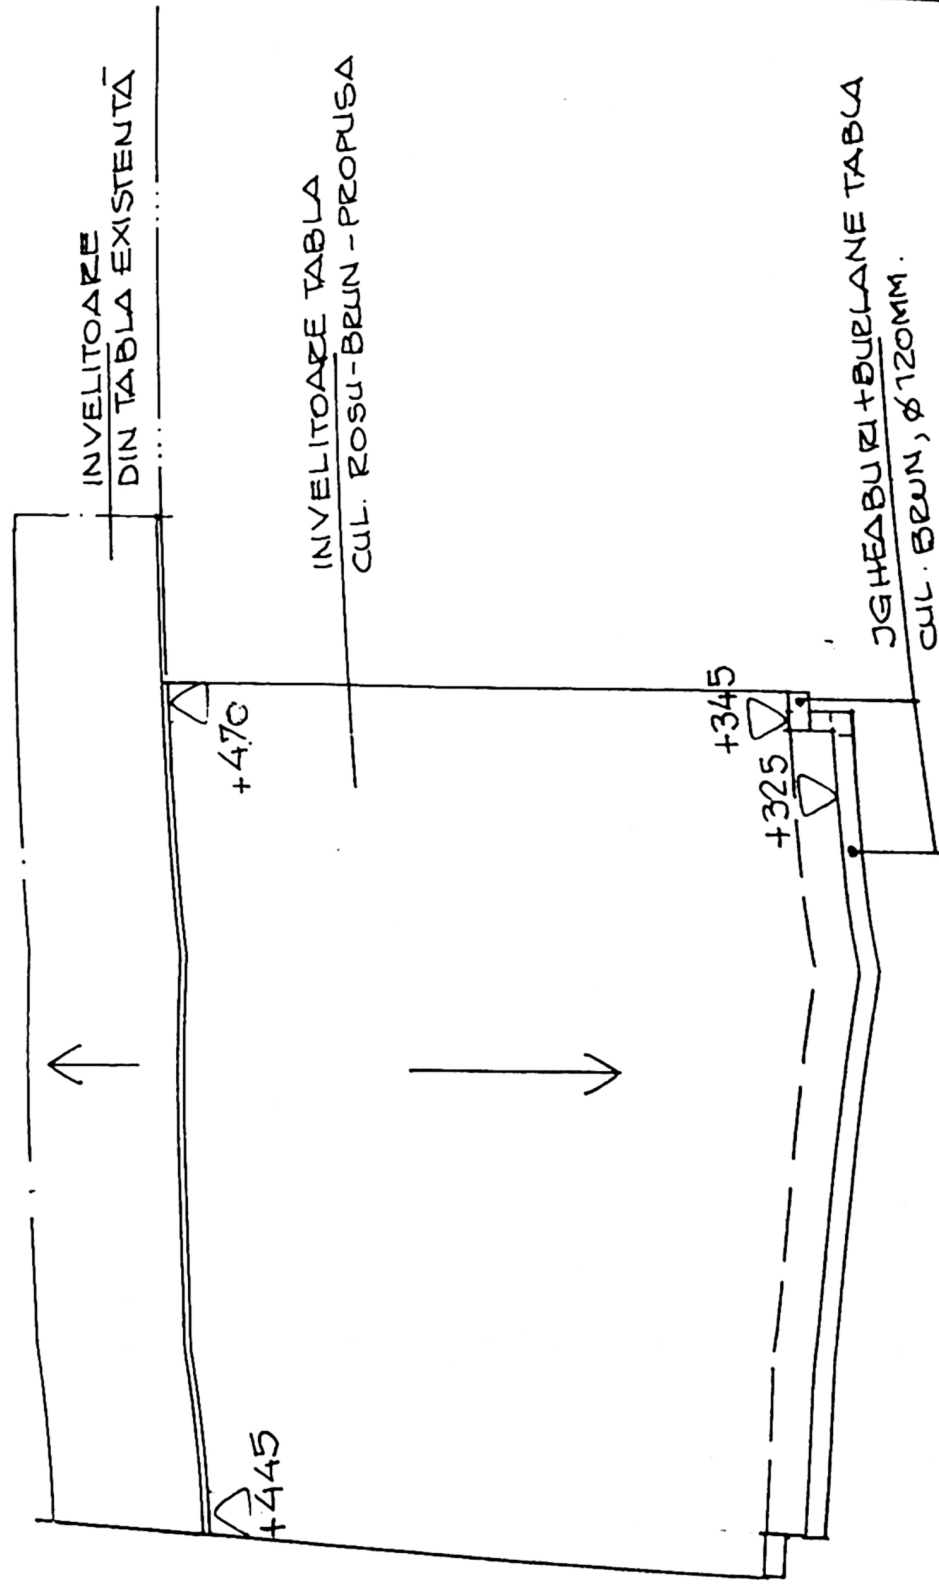 INVELITOARE
DIN TABLA EXISTENTĂ
INVELITOARE TABLA
CUL. ROSU-BRUN-PROPUSA
+470
+445
+345
+325
JGHEABURI+BURLANE TABLA
CUL. BRUN, Ø120MM.